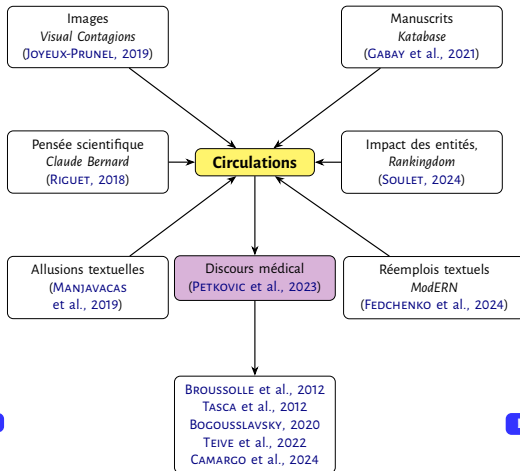 Images
Visual Contagions
(Joyeux-Prunel, 2019)
Manuscrits
Katabase
(Gabay et al., 2021)
Pensée scientifique
Claude Bernard
(Riguet, 2018)
Circulations
Impact des entités,
Rankingdom
(Soulet, 2024)
Allusions textuelles
(Manjavacas
et al., 2019)
Discours médical
(Petkovic et al., 2023)
Réemplois textuels
ModERN
(Fedchenko et al., 2024)
Broussolle et al., 2012
Tasca et al., 2012
Bogousslavsky, 2020
Teive et al., 2022
Camargo et al., 2024